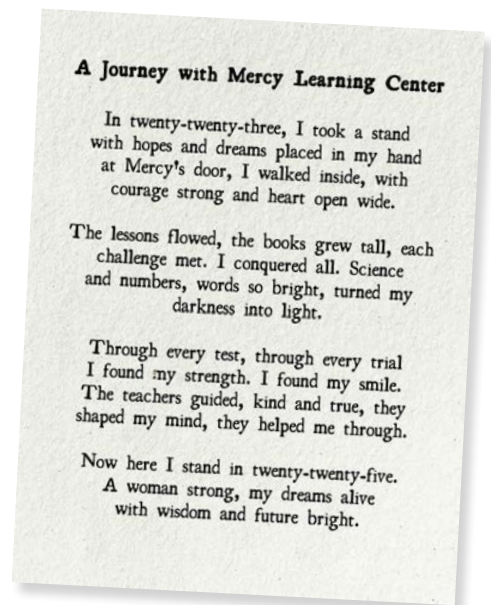 A Journey with Mercy Learning Center
In twenty-twenty-three, I took a stand
with hopes and dreams placed in my hand
at Mercy's door, I walked inside, with
courage strong and heart open wide.
The lessons flowed, the books grew tall, each
challenge met. I conquered all. Science
and numbers, words so bright, turned my
darkness into light.
Through every test, through every trial
I found my strength. I found my smile.
The teachers guided, kind and true, they
shaped my mind, they helped me through.
Now here I stand in twenty-twenty-five.
A woman strong, my dreams alive
with wisdom and future bright.